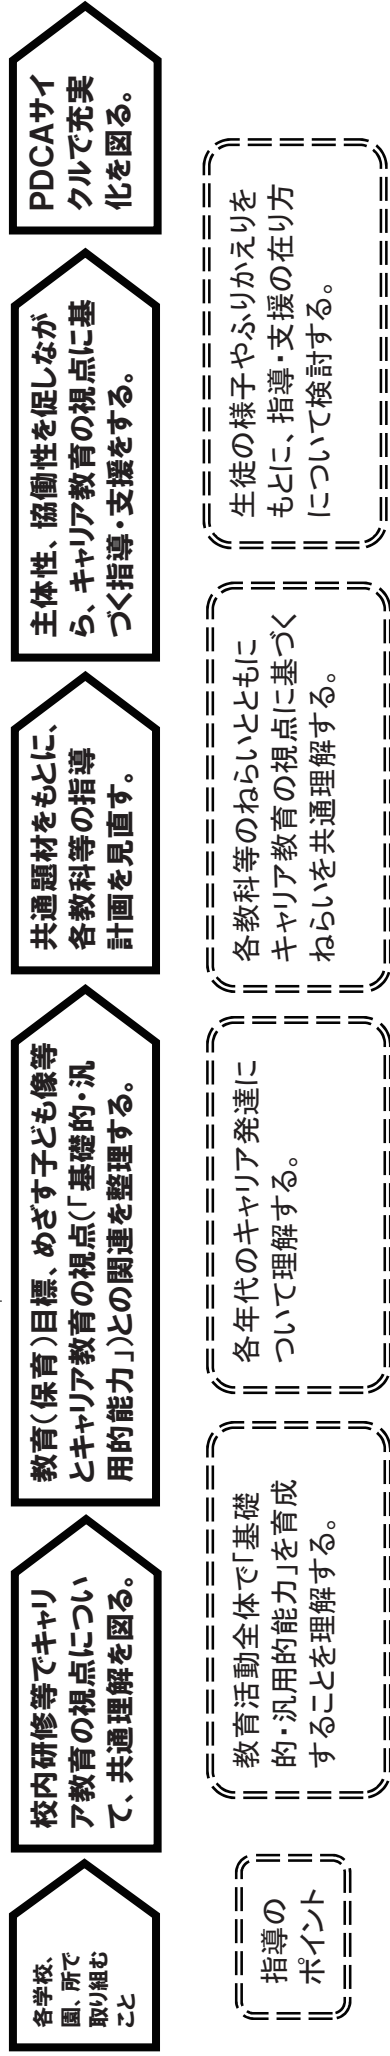 各学校、
園、所で
取り組む
こと
校内研修等でキャリ
ア教育の視点につい
て、共通理解を図る。
教育(保育)目標、めざす子ども像等
とキャリア教育の視点(「基礎的・汎
用的能力」)との関連を整理する。
共通題材をもとに、
各教科等の指導
計画を見直す。
主体性、協働性を促しなが
ら、キャリア教育の視点に基
づく指導・支援をする。
PDCAサイ
クルで充実
化を図る。
指導の
ポイント
教育活動全体で「基礎
的・汎用的能力」を育成
することを理解する。
各年代のキャリア発達に
ついて理解する。
各教科等のねらいとともに
キャリア教育の視点に基づく
ねらいを共通理解する。
生徒の様子やふりかえりを
もとに、指導・支援の在り方
について検討する。